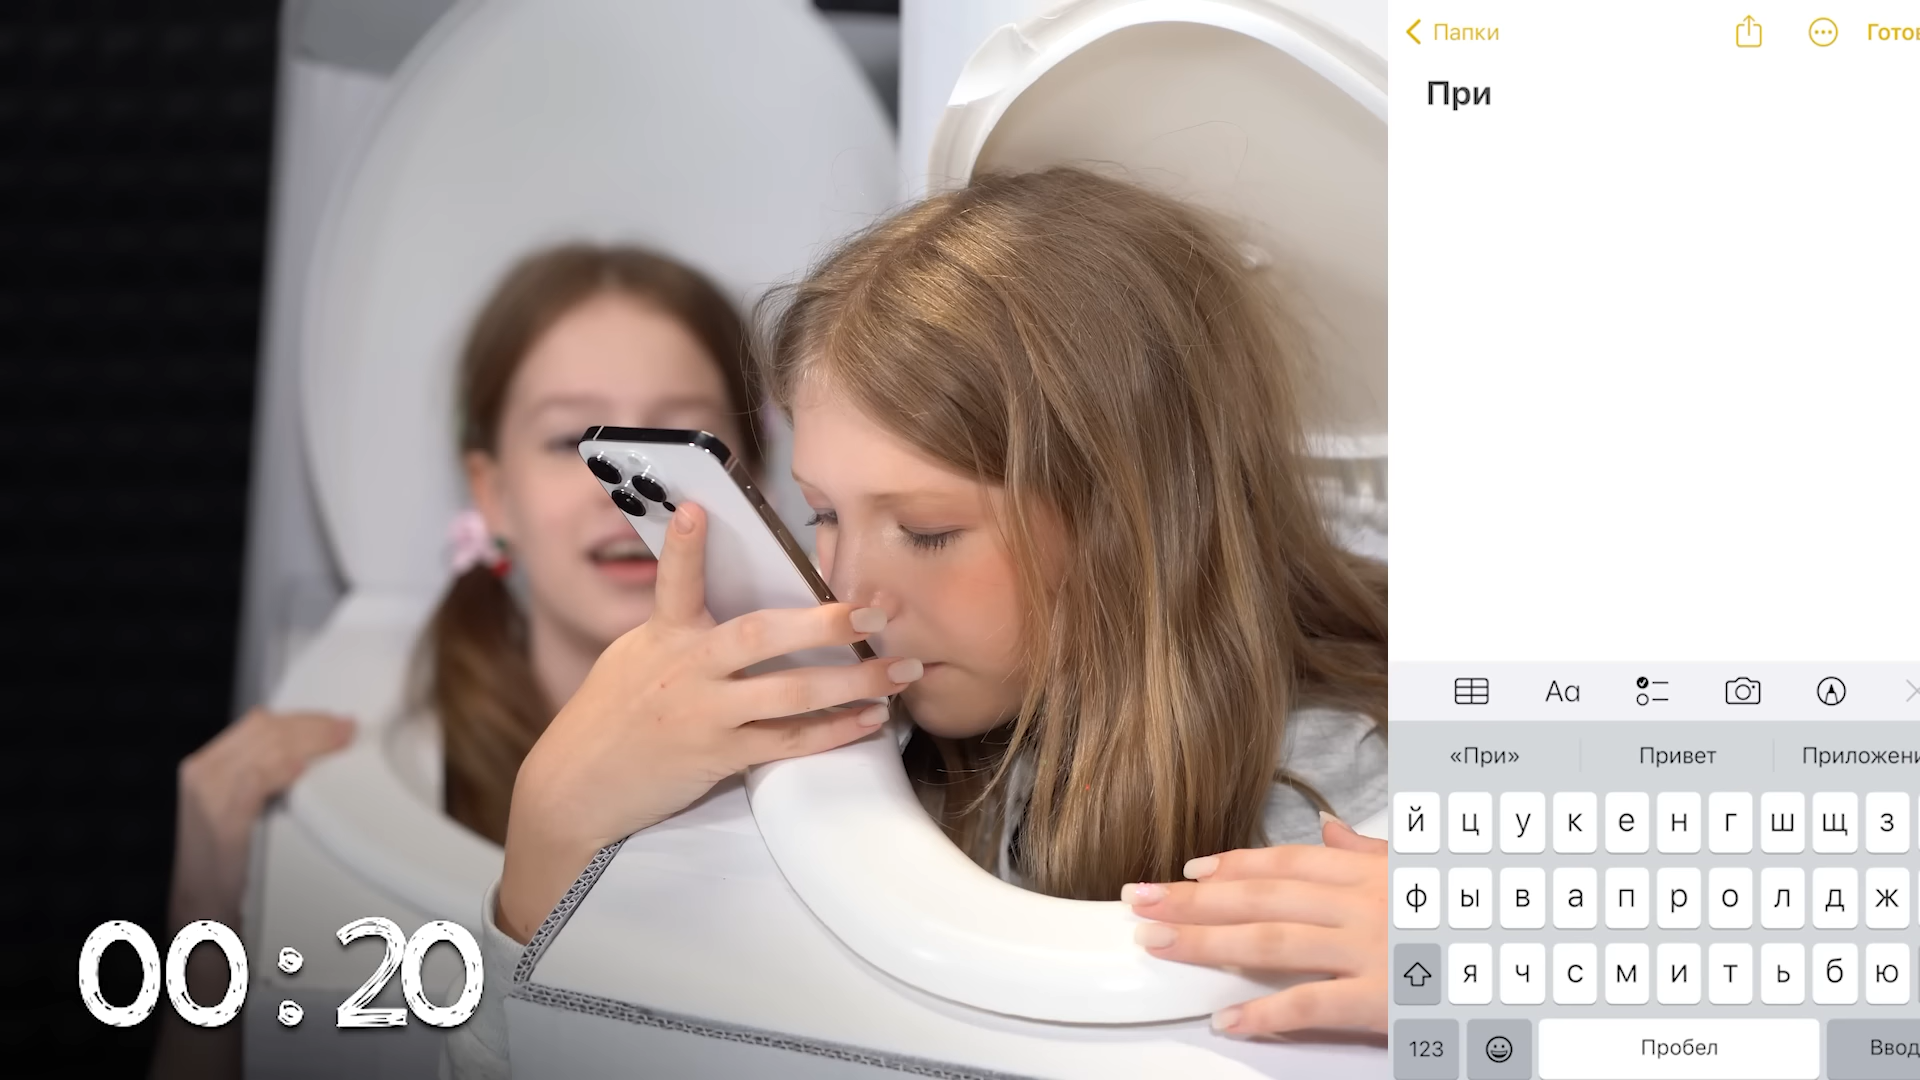 Папки
Готов
При
Aa
«При» Привет Приложени
й ц у к е н г ш щ з
ф ы в а п р о л д ж
я ч с м и т ь б ю
123 Пробел Ввод
00:20